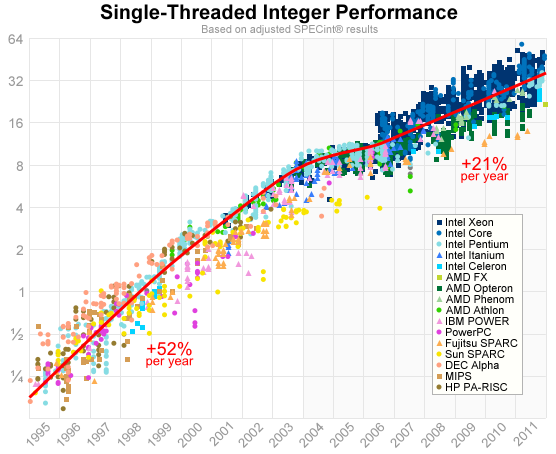 Single-Threaded Integer Performance
Based on adjusted SPECint® results
64
32
16
8
4
2
1
½
¼
+21%
per year
+52%
per year
Intel Xeon
Intel Core
Intel Pentium
Intel Itanium
Intel Celeron
AMD FX
AMD Opteron
AMD Phenom
AMD Athlon
IBM POWER
PowerPC
Fujitsu SPARC
Sun SPARC
DEC Alpha
MIPS
HP PA-RISC
1995
1996
1997
1998
1999
2000
2001
2002
2003
2004
2005
2006
2007
2008
2009
2010
2011